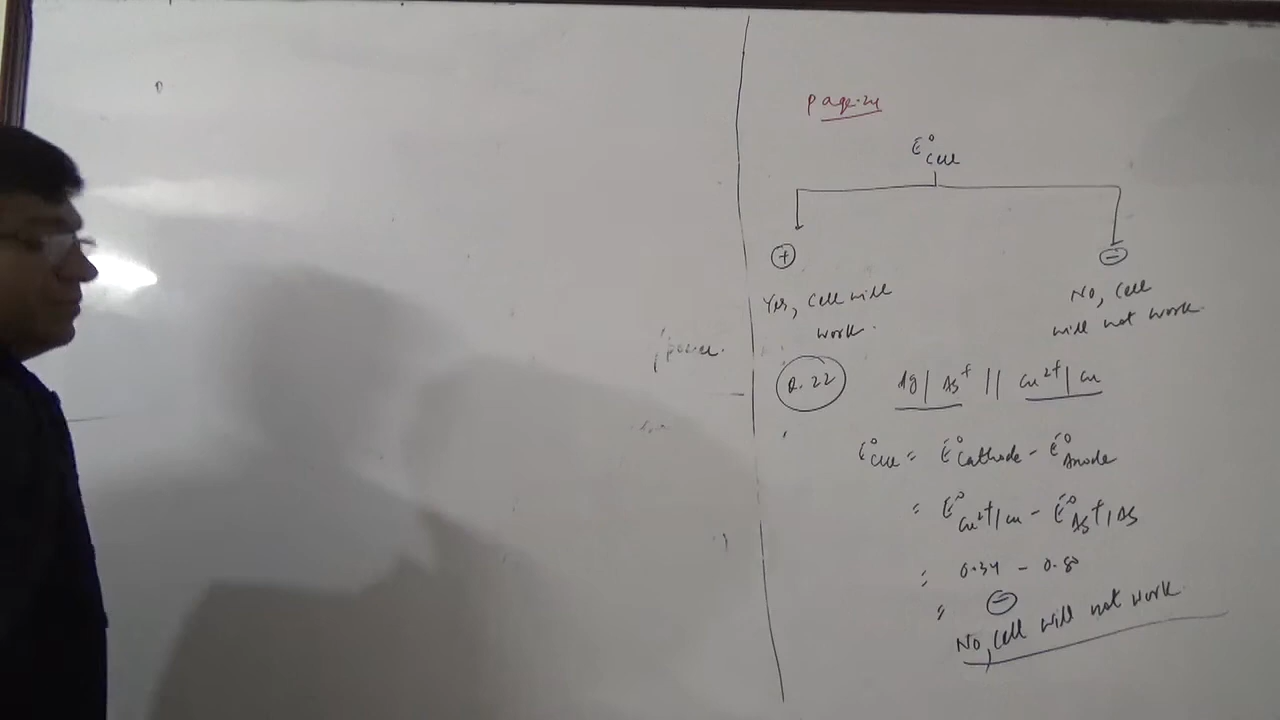 Page-24
E°cell
+ -
Yes, Cell will
work.
No, Cell
will not work.
Q.22 Ag | Ag+ || Cu2+ | Cu
E°Cell = E°Cathode - E°Anode
= E°Cu2+/Cu - E°Ag+/Ag
= 0.34 - 0.80
= -
No, Cell will not work.